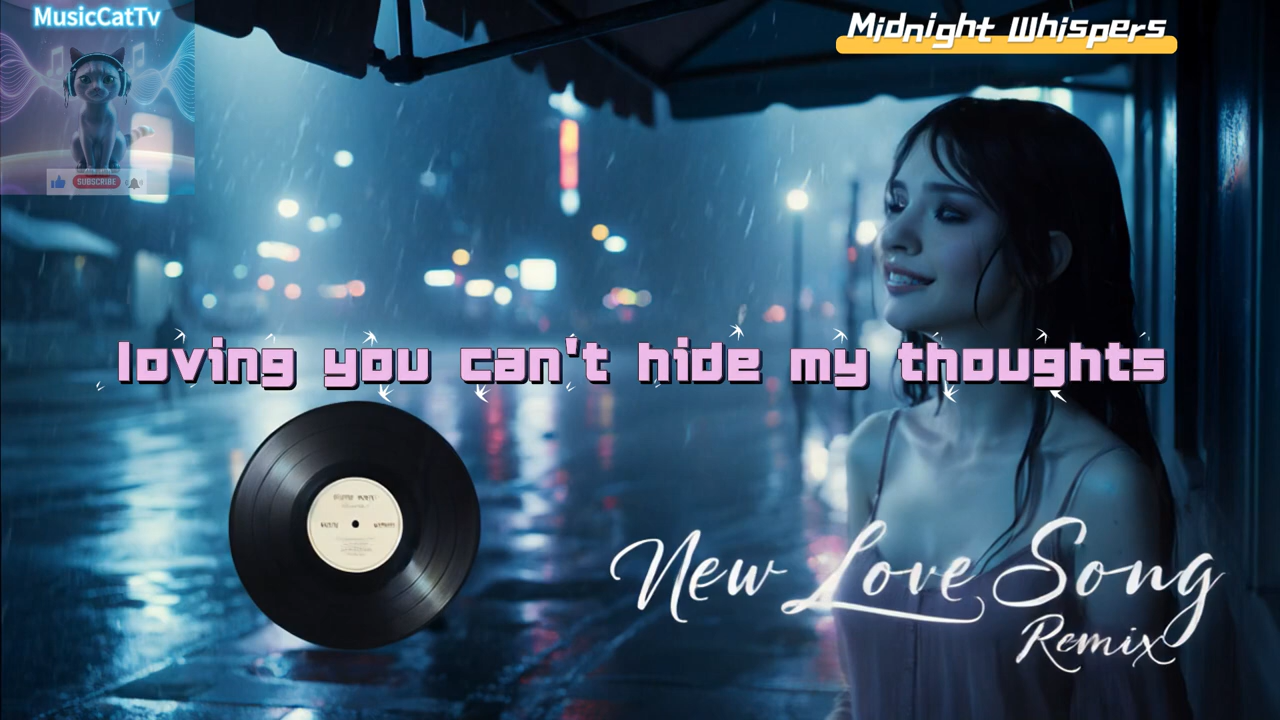 MusicCatTv
Midnight Whispers
SUBSCRIBE
loving you can't hide my thoughts
New Love Song
Remix